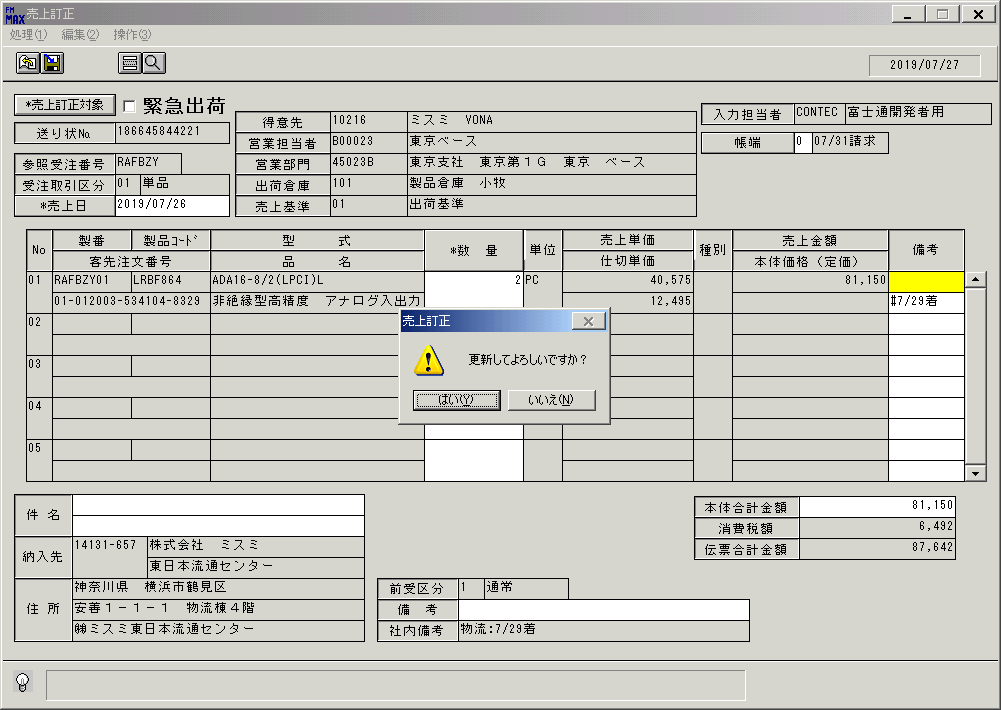 FM MAX 売上訂正
処理(1) 編集(2) 操作(3)
2019/07/27
*売上訂正対象 緊急出荷
送り状No. 186645844221
参照受注番号 RAFBZY
受注取引区分 01 単品
*売上日 2019/07/26
得意先 10216 ミスミ VONA
営業担当者 B00023 東京ベース
営業部門 45023B 東京支社 東京第1G 東京 ベース
出荷倉庫 101 製品倉庫 小牧
売上基準 01 出荷基準
入力担当者 CONTEC 富士通開発者用
帳端 0 07/31請求
No 製番 製品コード 型 式 *数 量 単位 売上単価 種別 売上金額 備考
客先注文番号 品 名 仕切単価 本体価格(定価)
01 RAFBZY01 LRBF864 ADA16-8/2(LPCI)L 2 PC 40,575 81,150
01-012003-534104-8329 非絶縁型高精度 アナログ入出力 12,495 #7/29着
02
03
04
05
売上訂正
更新してよろしいですか?
はい(Y) いいえ(N)
件 名
納入先 14131-657 株式会社 ミスミ
東日本流通センター
住 所 神奈川県 横浜市鶴見区
安善1-1-1 物流棟4階
㈱ミスミ東日本流通センター
前受区分 1 通常
備 考
社内備考 物流:7/29着
本体合計金額 81,150
消費税額 6,492
伝票合計金額 87,642